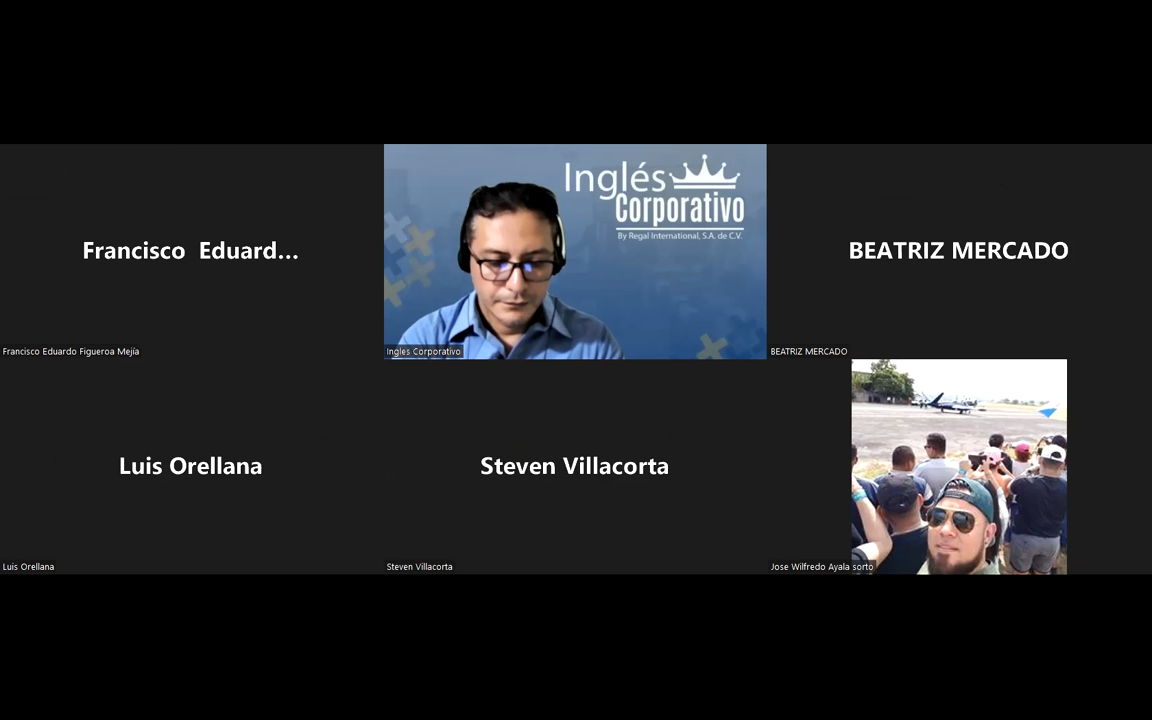 Francisco  Eduard...
Francisco Eduardo Figueroa Mejía
Inglés
Corporativo
By Regal International, S.A. de C.V.
Ingles Corporativo
BEATRIZ MERCADO
BEATRIZ MERCADO
Luis Orellana
Luis Orellana
Steven Villacorta
Steven Villacorta
Jose Wilfredo Ayala sorto